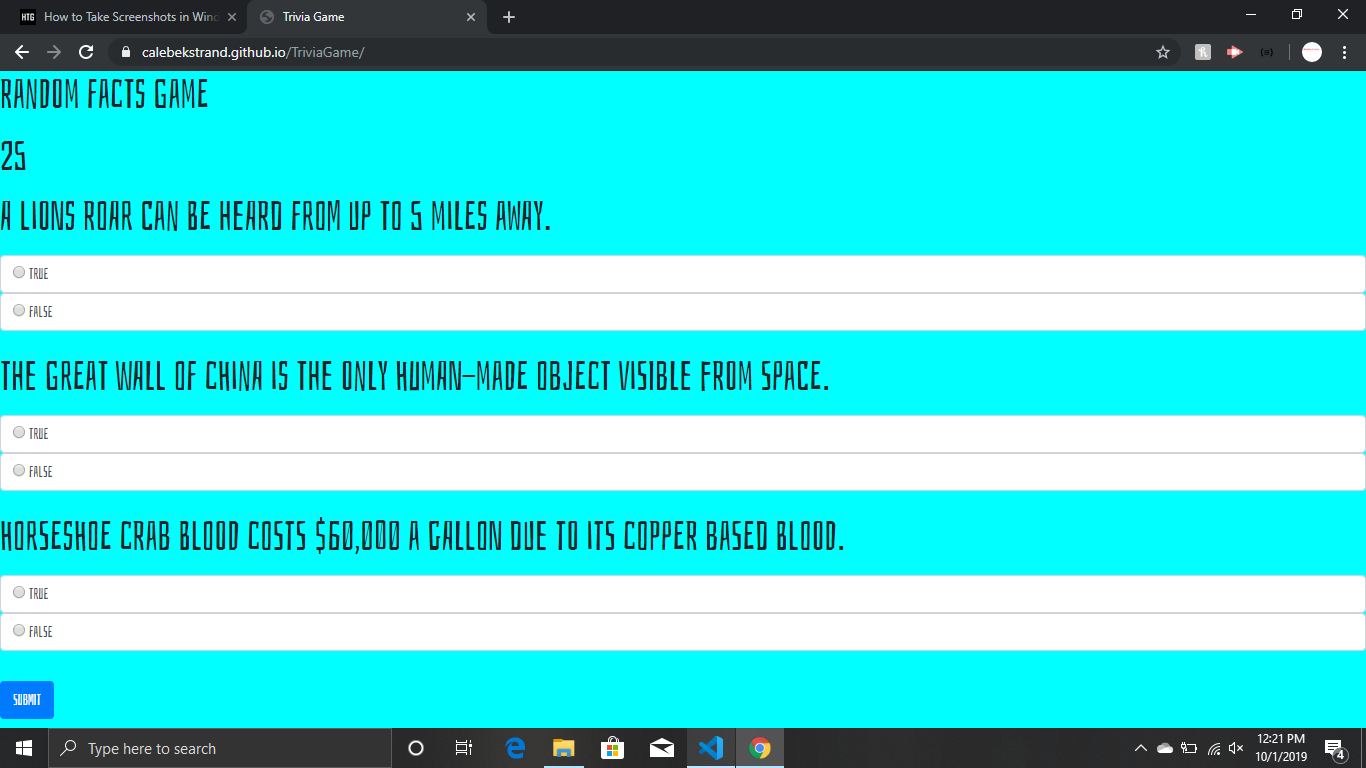 HTG How to Take Screenshots in Wind
Trivia Game
calebekstrand.github.io/TriviaGame/
RANDOM FACTS GAME
25
A LIONS ROAR CAN BE HEARD FROM UP TO 5 MILES AWAY.
TRUE
FALSE
THE GREAT WALL OF CHINA IS THE ONLY HUMAN-MADE OBJECT VISIBLE FROM SPACE.
TRUE
FALSE
HORSESHOE CRAB BLOOD COSTS $60,000 A GALLON DUE TO ITS COPPER BASED BLOOD.
TRUE
FALSE
SUBMIT
Type here to search
12:21 PM
10/1/2019
4